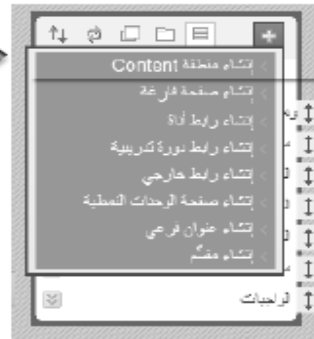 إنشاء منطقة Content
إنشاء صفحة فارغة
إنشاء رابط أداة
إنشاء رابط دورة تدريبية
إنشاء رابط خارجي
إنشاء صفحة الوحدات النمطية
إنشاء عنوان فرعي
إنشاء مقسّم
الواجبات